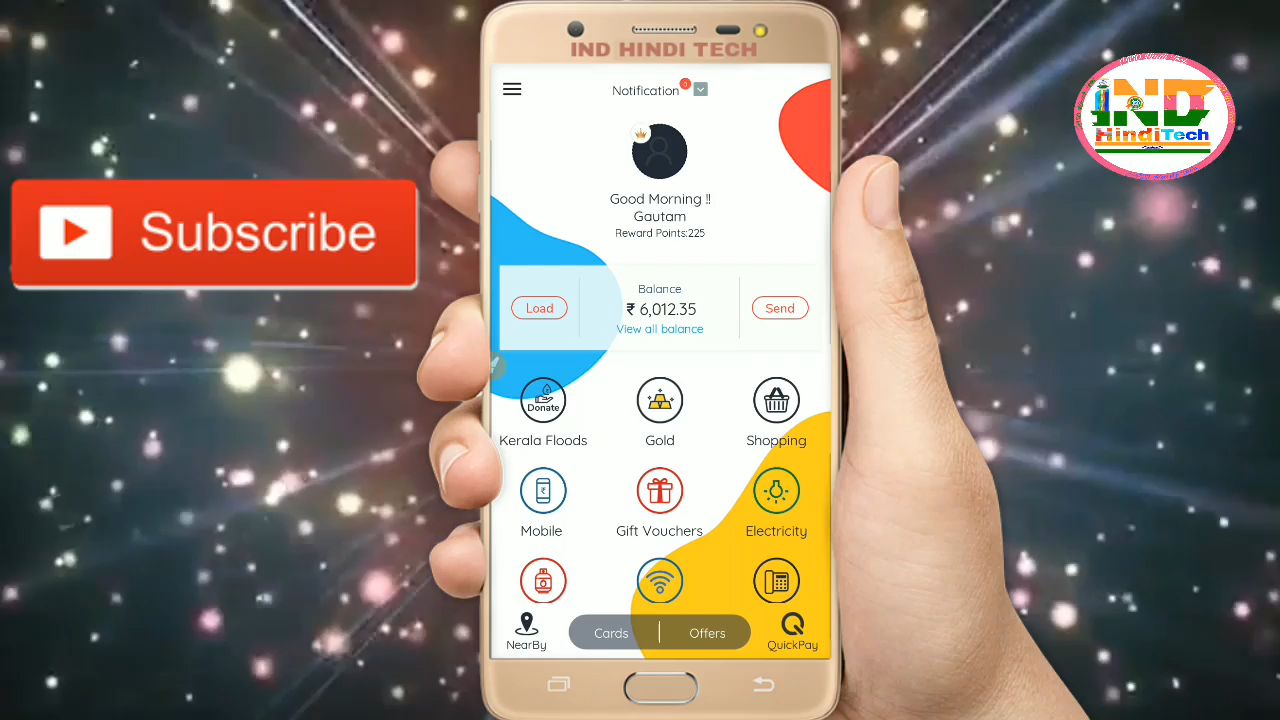 IND HINDI TECH
Notification
Good Morning !!
Gautam
Reward Points:225
Balance
Load
₹ 6,012.35
Send
View all balance
Donate
Kerala Floods
Gold
Shopping
₹
Mobile
Gift Vouchers
Electricity
NearBy
Cards
Offers
QuickPay
Subscribe
IND
HindiTech